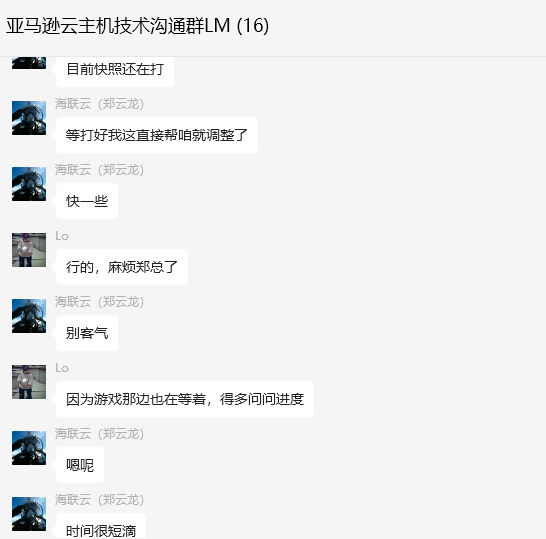 亚马逊云主机技术沟通群LM (16)
目前快照还在打
海联云（郑云龙）
等打好我这直接帮咱就调整了
海联云（郑云龙）
快一些
Lo
行的，麻烦郑总了
海联云（郑云龙）
别客气
Lo
因为游戏那边也在等着，得多问问进度
海联云（郑云龙）
嗯呢
海联云（郑云龙）
时间很短滴